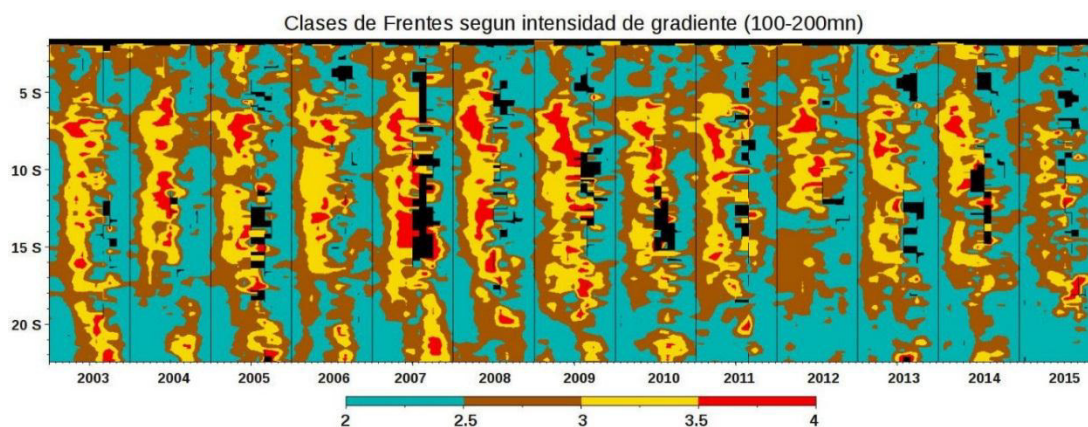 Clases de Frentes segun intensidad de gradiente (100-200mn)
5 S
10 S
15 S
20 S
2003 2004 2005 2006 2007 2008 2009 2010 2011 2012 2013 2014 2015
2 2.5 3 3.5 4